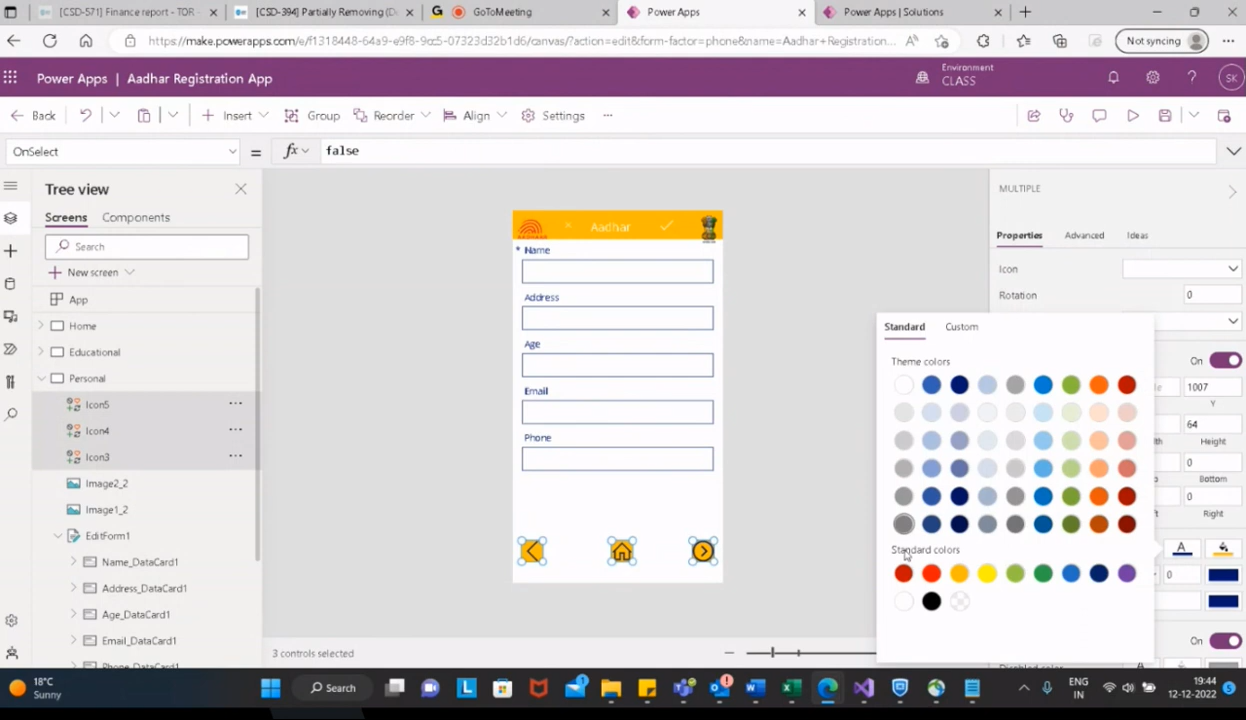 [CSD-571] Finance report - TOR -
[CSD-394] Partially Removing (D
GoToMeeting
Power Apps
Power Apps | Solutions
https://make.powerapps.com/e/f1318448-64a9-e9f8-9cc5-07323d32b1d6/canvas/?action=edit&form-factor=phone&name=Aadhar+Registration...
Not syncing
Power Apps | Aadhar Registration App
Environment
CLASS
SK
Back
Insert
Group
Reorder
Align
Settings
OnSelect
=
fx
false
Tree view
Screens
Components
Search
New screen
App
Home
Educational
Personal
Icon5
Icon4
Icon3
Image2_2
Image1_2
EditForm1
Name_DataCard1
Address_DataCard1
Age_DataCard1
Email_DataCard1
Phone_DataCard1
Aadhar
* Name
Address
Age
Email
Phone
3 controls selected
MULTIPLE
Properties
Advanced
Ideas
Icon
Rotation
0
Standard
Custom
Theme colors
Standard colors
On
1007
Y
64
Height
0
Bottom
0
Right
A
0
On
18°C
Sunny
Search
ENG
IN
19:44
12-12-2022
5